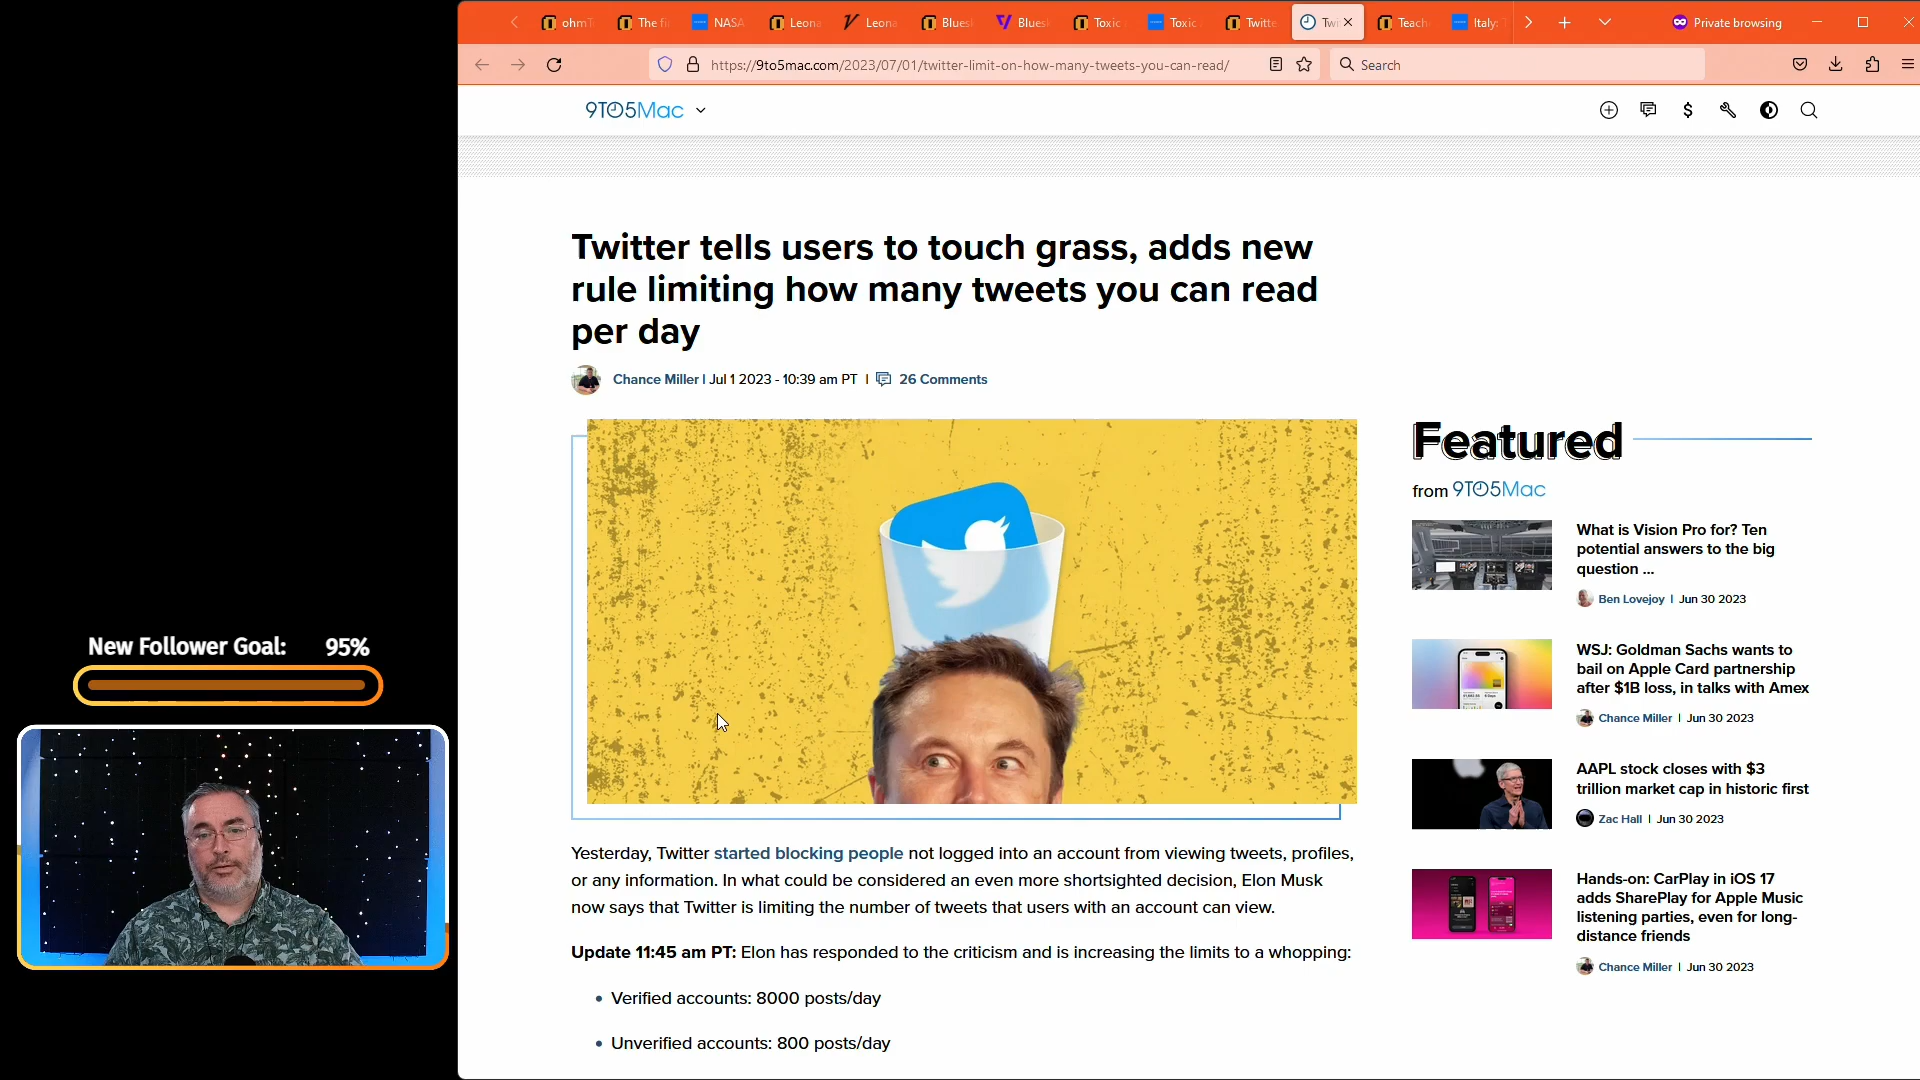 ohmT
The fi
NASA
Leona
Leona
Blues
Blues
Toxic
Toxic
Twitte
Twi
Teach
Italy:
Private browsing
https://9to5mac.com/2023/07/01/twitter-limit-on-how-many-tweets-you-can-read/
Search
9TO5Mac
Twitter tells users to touch grass, adds new
rule limiting how many tweets you can read
per day
Chance Miller | Jul 1 2023 - 10:39 am PT | 26 Comments
Featured
from 9TO5Mac
What is Vision Pro for? Ten
potential answers to the big
question ...
Ben Lovejoy | Jun 30 2023
WSJ: Goldman Sachs wants to
bail on Apple Card partnership
after $1B loss, in talks with Amex
Chance Miller | Jun 30 2023
AAPL stock closes with $3
trillion market cap in historic first
Zac Hall | Jun 30 2023
Hands-on: CarPlay in iOS 17
adds SharePlay for Apple Music
listening parties, even for long-
distance friends
Chance Miller | Jun 30 2023
Yesterday, Twitter started blocking people not logged into an account from viewing tweets, profiles,
or any information. In what could be considered an even more shortsighted decision, Elon Musk
now says that Twitter is limiting the number of tweets that users with an account can view.
Update 11:45 am PT: Elon has responded to the criticism and is increasing the limits to a whopping:
• Verified accounts: 8000 posts/day
• Unverified accounts: 800 posts/day
New Follower Goal: 95%